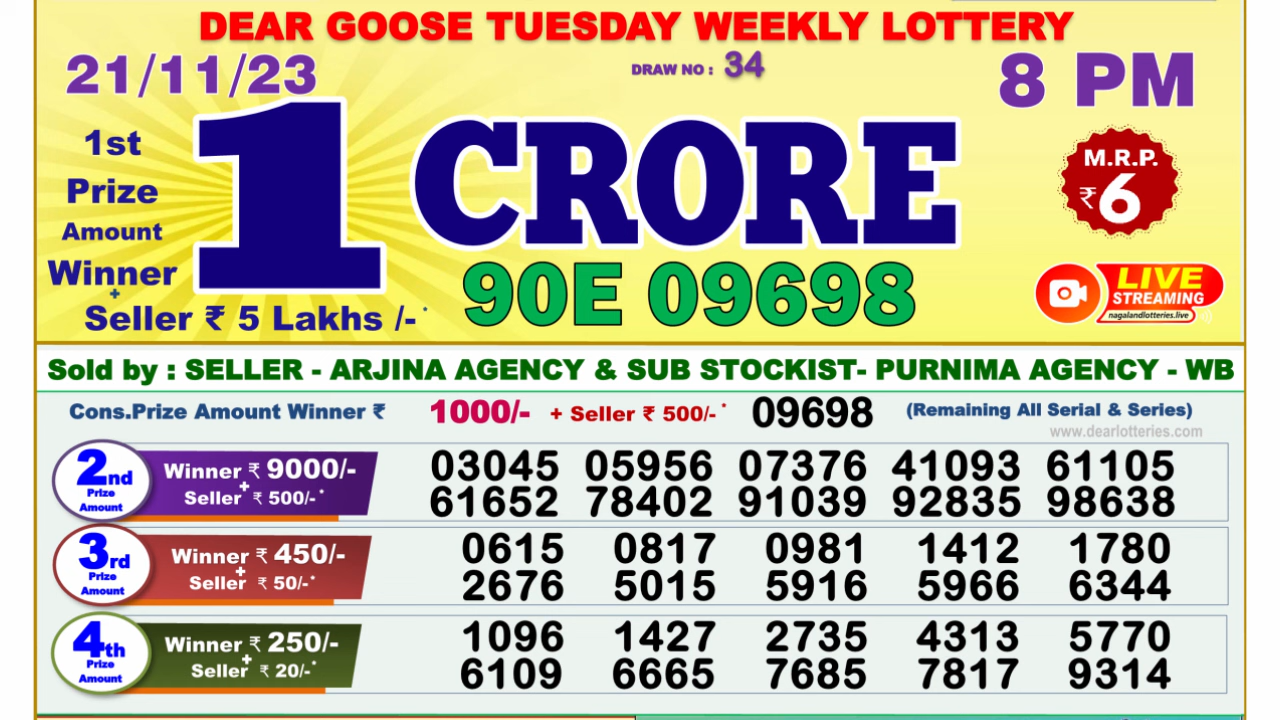 DEAR GOOSE TUESDAY WEEKLY LOTTERY
21/11/23
DRAW NO : 34
8 PM
1st
Prize
Amount
Winner
+
Seller ₹ 5 Lakhs /-*
1 CRORE
90E 09698
M.R.P.
₹6
LIVE
STREAMING
nagalandlotteries.live
Sold by : SELLER - ARJINA AGENCY & SUB STOCKIST- PURNIMA AGENCY - WB
Cons.Prize Amount Winner ₹ 1000/- + Seller ₹ 500/-* 09698 (Remaining All Serial & Series)
www.dearlotteries.com
2nd
Prize
Amount
Winner ₹ 9000/-
+
Seller ₹ 500/-*
03045 05956 07376 41093 61105
61652 78402 91039 92835 98638
3rd
Prize
Amount
Winner ₹ 450/-
+
Seller ₹ 50/-*
0615 0817 0981 1412 1780
2676 5015 5916 5966 6344
4th
Prize
Amount
Winner ₹ 250/-
+
Seller ₹ 20/-*
1096 1427 2735 4313 5770
6109 6665 7685 7817 9314